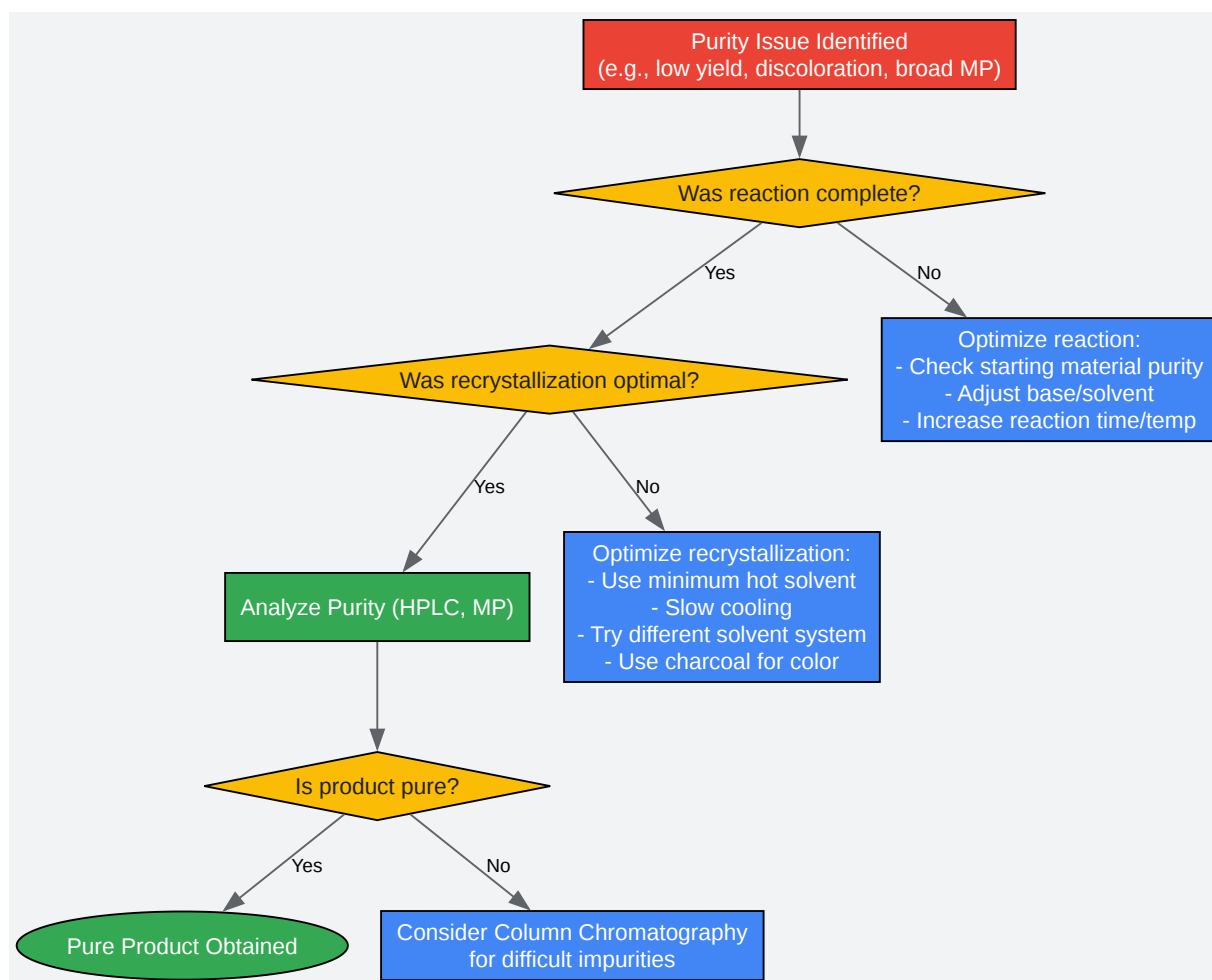 Purity Issue Identified
(e.g., low yield, discoloration, broad MP)
Was reaction complete?
Yes
No
Optimize reaction:
- Check starting material purity
- Adjust base/solvent
- Increase reaction time/temp
Was recrystallization optimal?
Yes
No
Optimize recrystallization:
- Use minimum hot solvent
- Slow cooling
- Try different solvent system
- Use charcoal for color
Analyze Purity (HPLC, MP)
Is product pure?
Yes
No
Pure Product Obtained
Consider Column Chromatography
for difficult impurities